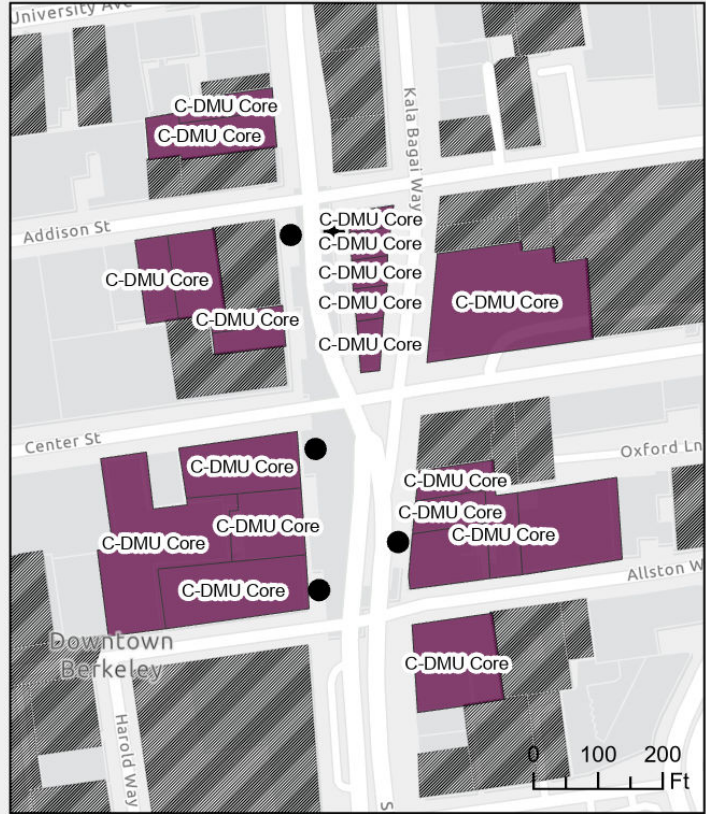 University Ave
C-DMU Core
C-DMU Core
Kala Bagai Way
Addison St
C-DMU Core
C-DMU Core
C-DMU Core
C-DMU Core
C-DMU Core
C-DMU Core
C-DMU Core
C-DMU Core
Center St
Oxford Ln
C-DMU Core
C-DMU Core
C-DMU Core
C-DMU Core
C-DMU Core
C-DMU Core
C-DMU Core
Allston W
Downtown
Berkeley
C-DMU Core
Harold Way
0 100 200
Ft
S